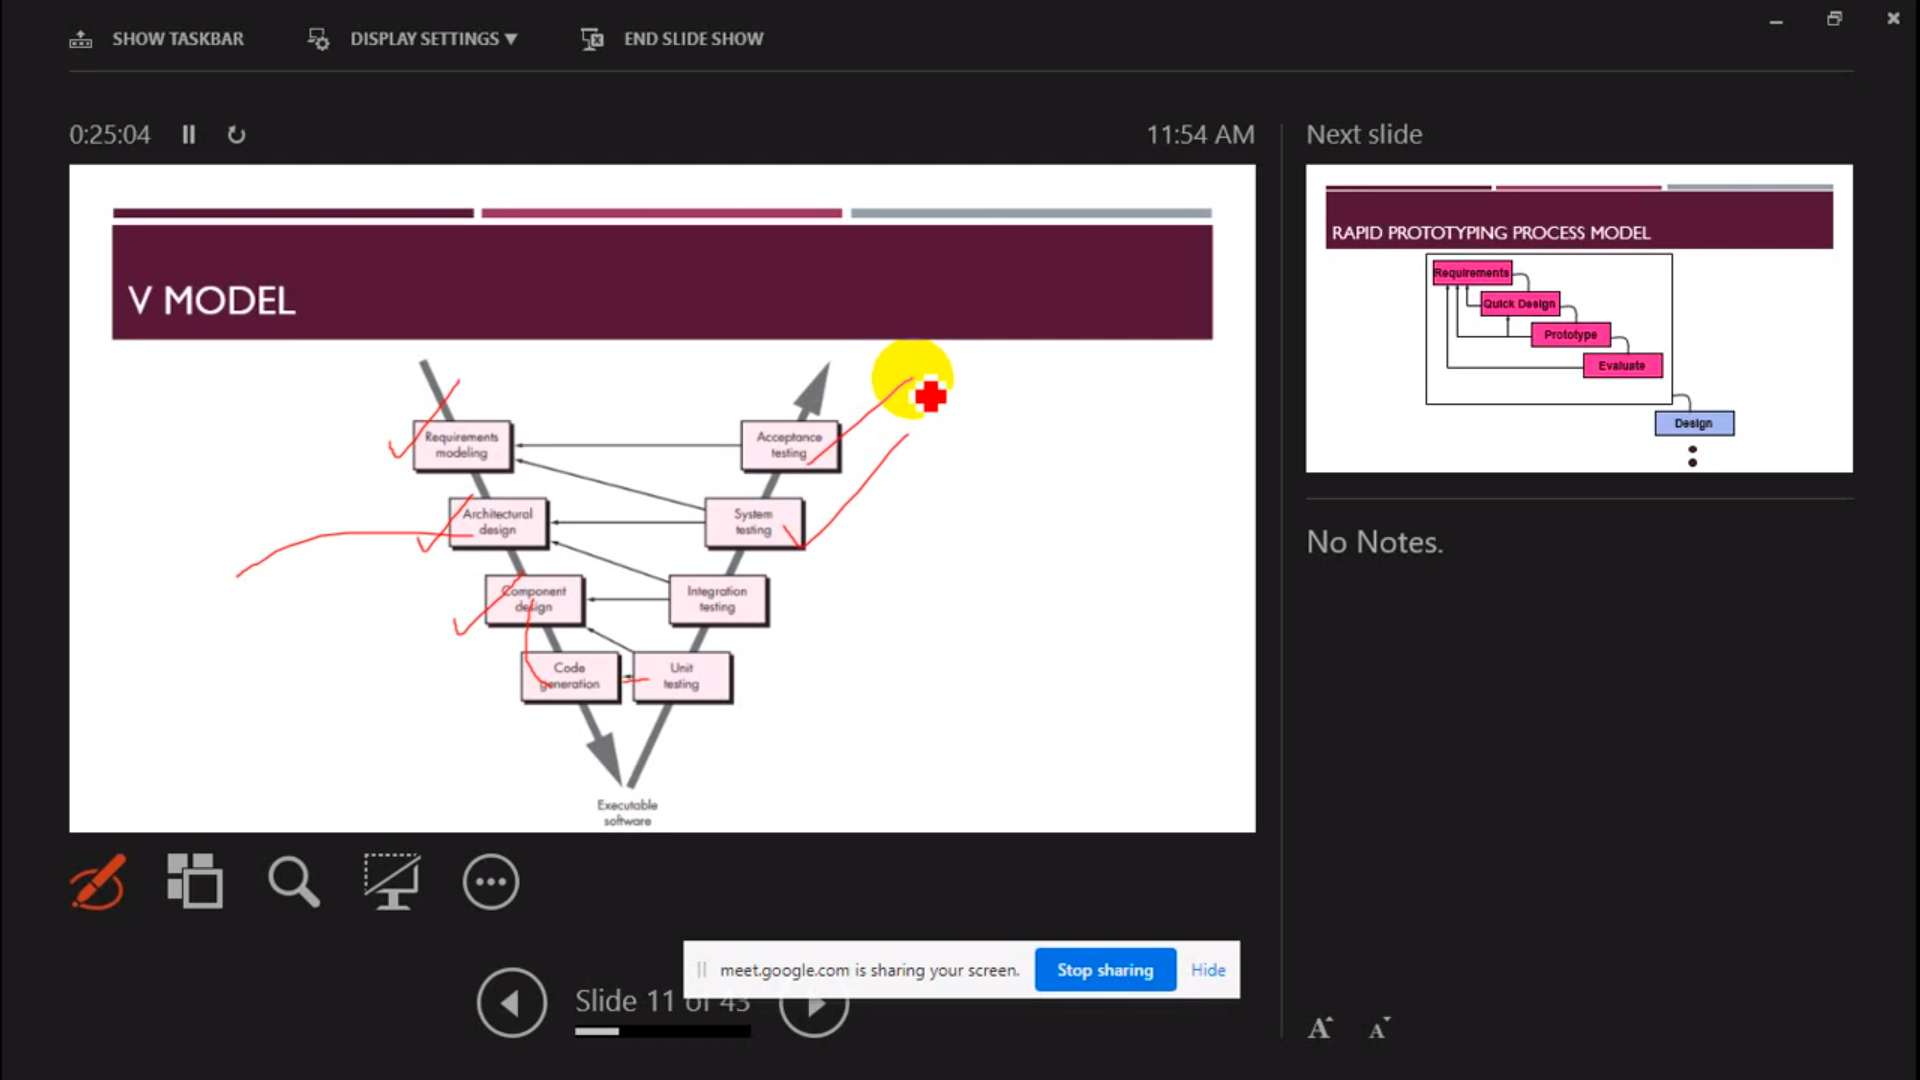 SHOW TASKBAR
DISPLAY SETTINGS
END SLIDE SHOW
0:25:04
11:54 AM
V MODEL
Requirements
modeling
Acceptance
testing
Architectural
design
System
testing
Component
design
Integration
testing
Code
generation
Unit
testing
Executable
software
Next slide
RAPID PROTOTYPING PROCESS MODEL
Requirements
Quick Design
Prototype
Evaluate
Design
No Notes.
meet.google.com is sharing your screen.
Stop sharing
Hide
Slide 11 of 43
A A